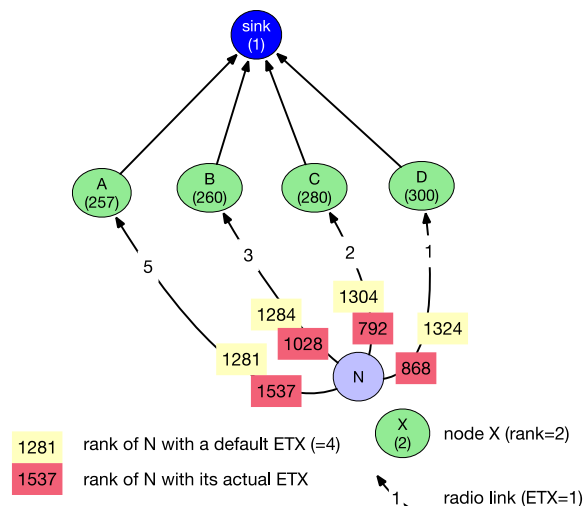 sink
(1)
A
(257)
B
(260)
C
(280)
D
(300)
5
3
2
1
1304
1284
792
1324
1028
1281
868
1537
N
1281 rank of N with a default ETX (=4)
1537 rank of N with its actual ETX
X
(2)
node X (rank=2)
1
radio link (ETX=1)